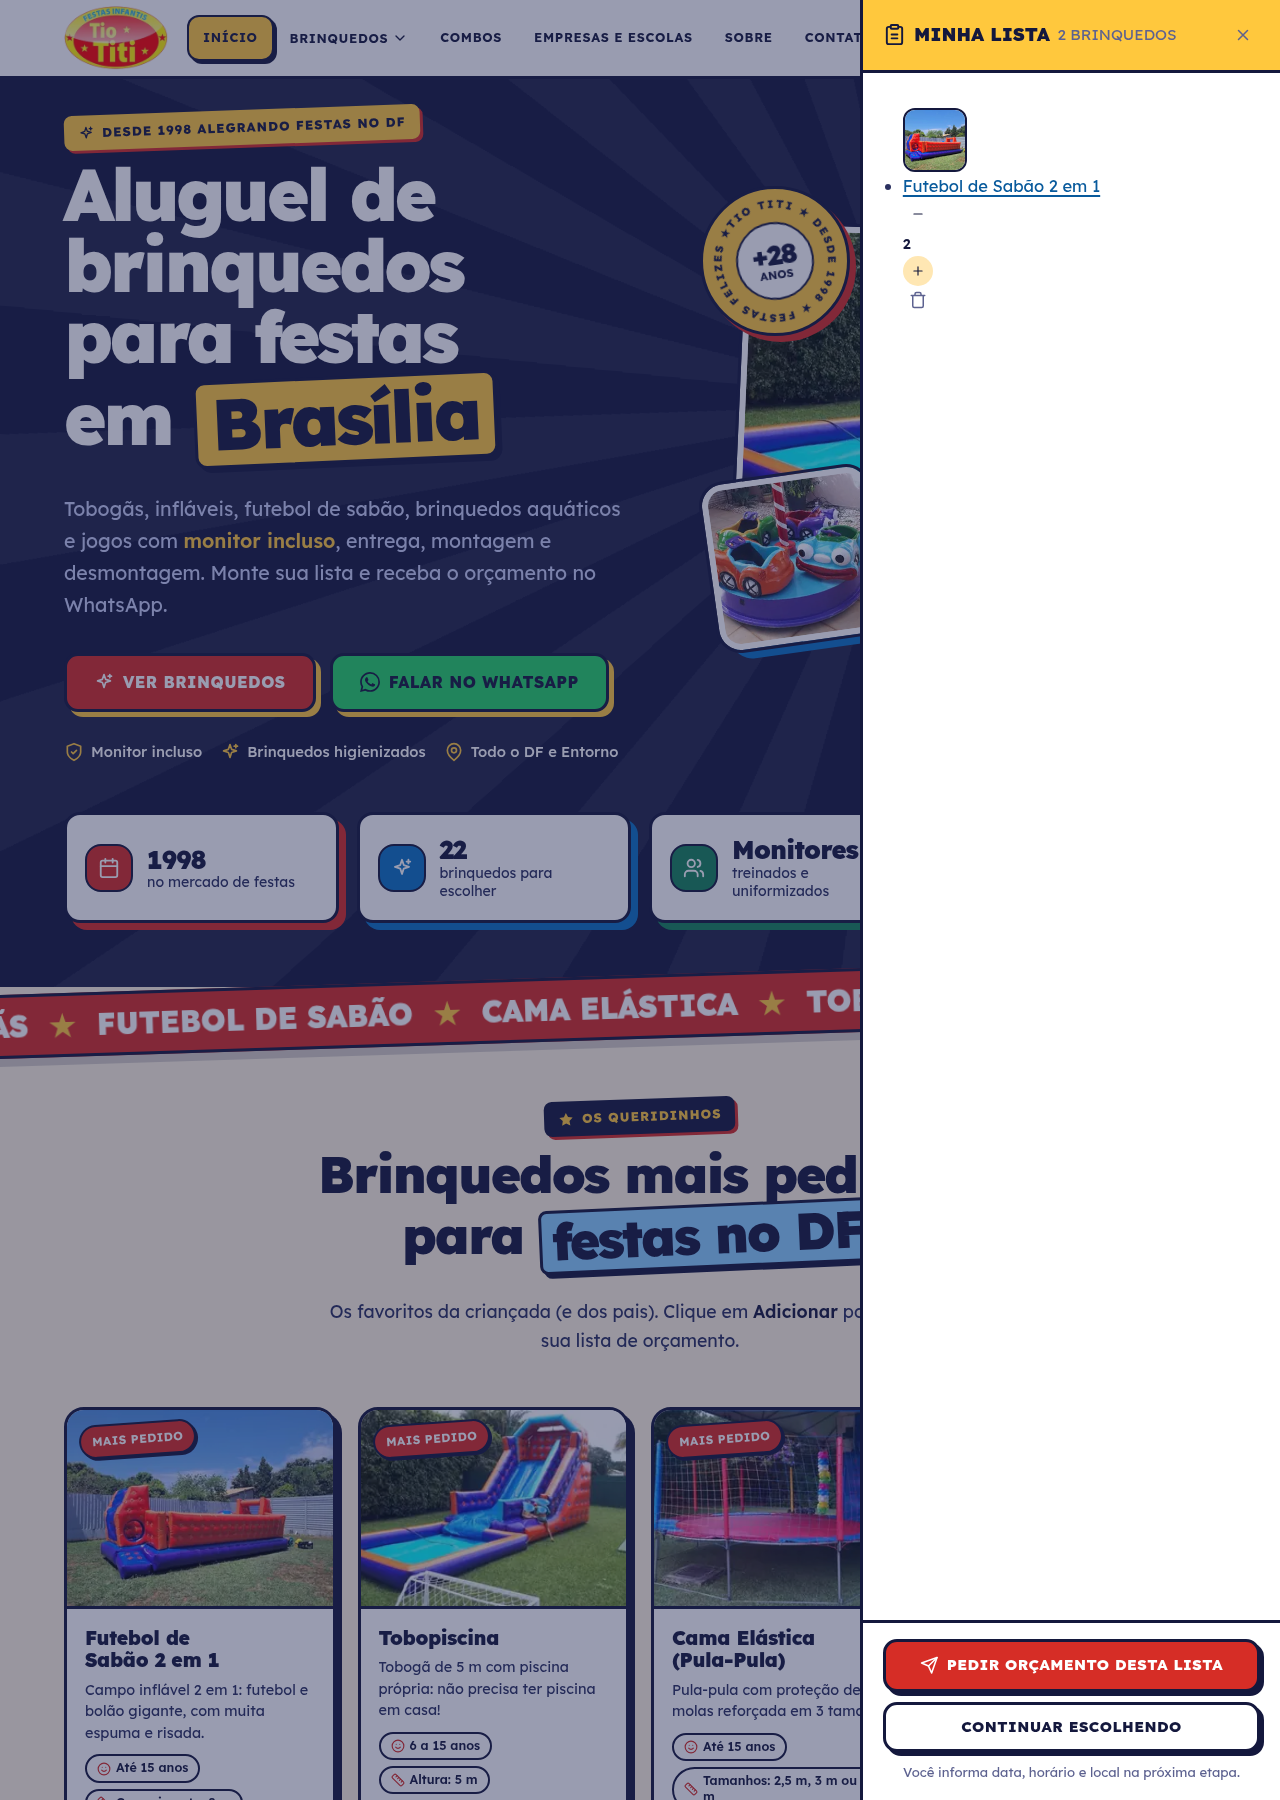 FESTAS INFANTIS
Tio
Titi
INÍCIO
BRINQUEDOS
COMBOS
EMPRESAS E ESCOLAS
SOBRE
CONTAT
DESDE 1998 ALEGRANDO FESTAS NO DF
Aluguel de
brinquedos
para festas
em Brasília
Tobogãs, infláveis, futebol de sabão, brinquedos aquáticos
e jogos com monitor incluso, entrega, montagem e
desmontagem. Monte sua lista e receba o orçamento no
WhatsApp.
VER BRINQUEDOS
FALAR NO WHATSAPP
Monitor incluso
Brinquedos higienizados
Todo o DF e Entorno
TIO TITI ★ DESDE 1998 ★ FESTAS FELIZES ★
+28
ANOS
1998
no mercado de festas
22
brinquedos para
escolher
Monitores
treinados e
uniformizados
ÃS ★ FUTEBOL DE SABÃO ★ CAMA ELÁSTICA ★ TOB
OS QUERIDINHOS
Brinquedos mais ped
para festas no DF
Os favoritos da criançada (e dos pais). Clique em Adicionar pa
sua lista de orçamento.
MAIS PEDIDO
Futebol de
Sabão 2 em 1
Campo inflável 2 em 1: futebol e
bolão gigante, com muita
espuma e risada.
Até 15 anos
MAIS PEDIDO
Tobopiscina
Tobogã de 5 m com piscina
própria: não precisa ter piscina
em casa!
6 a 15 anos
Altura: 5 m
MAIS PEDIDO
Cama Elástica
(Pula-Pula)
Pula-pula com proteção de
molas reforçada em 3 tama
Até 15 anos
Tamanhos: 2,5 m, 3 m ou
m
MINHA LISTA 2 BRINQUEDOS
Futebol de Sabão 2 em 1
−
2
+
PEDIR ORÇAMENTO DESTA LISTA
CONTINUAR ESCOLHENDO
Você informa data, horário e local na próxima etapa.